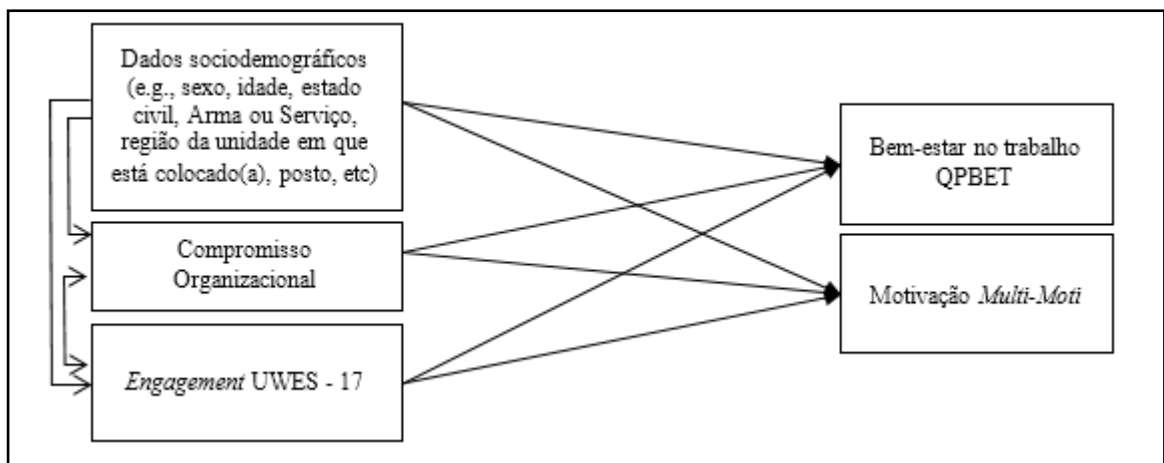 Dados sociodemográficos
(e.g., sexo, idade, estado
civil, Arma ou Serviço,
região da unidade em que
está colocado(a), posto, etc)
Compromisso
Organizacional
Engagement UWES - 17
Bem-estar no trabalho
QPBET
Motivação Multi-Moti